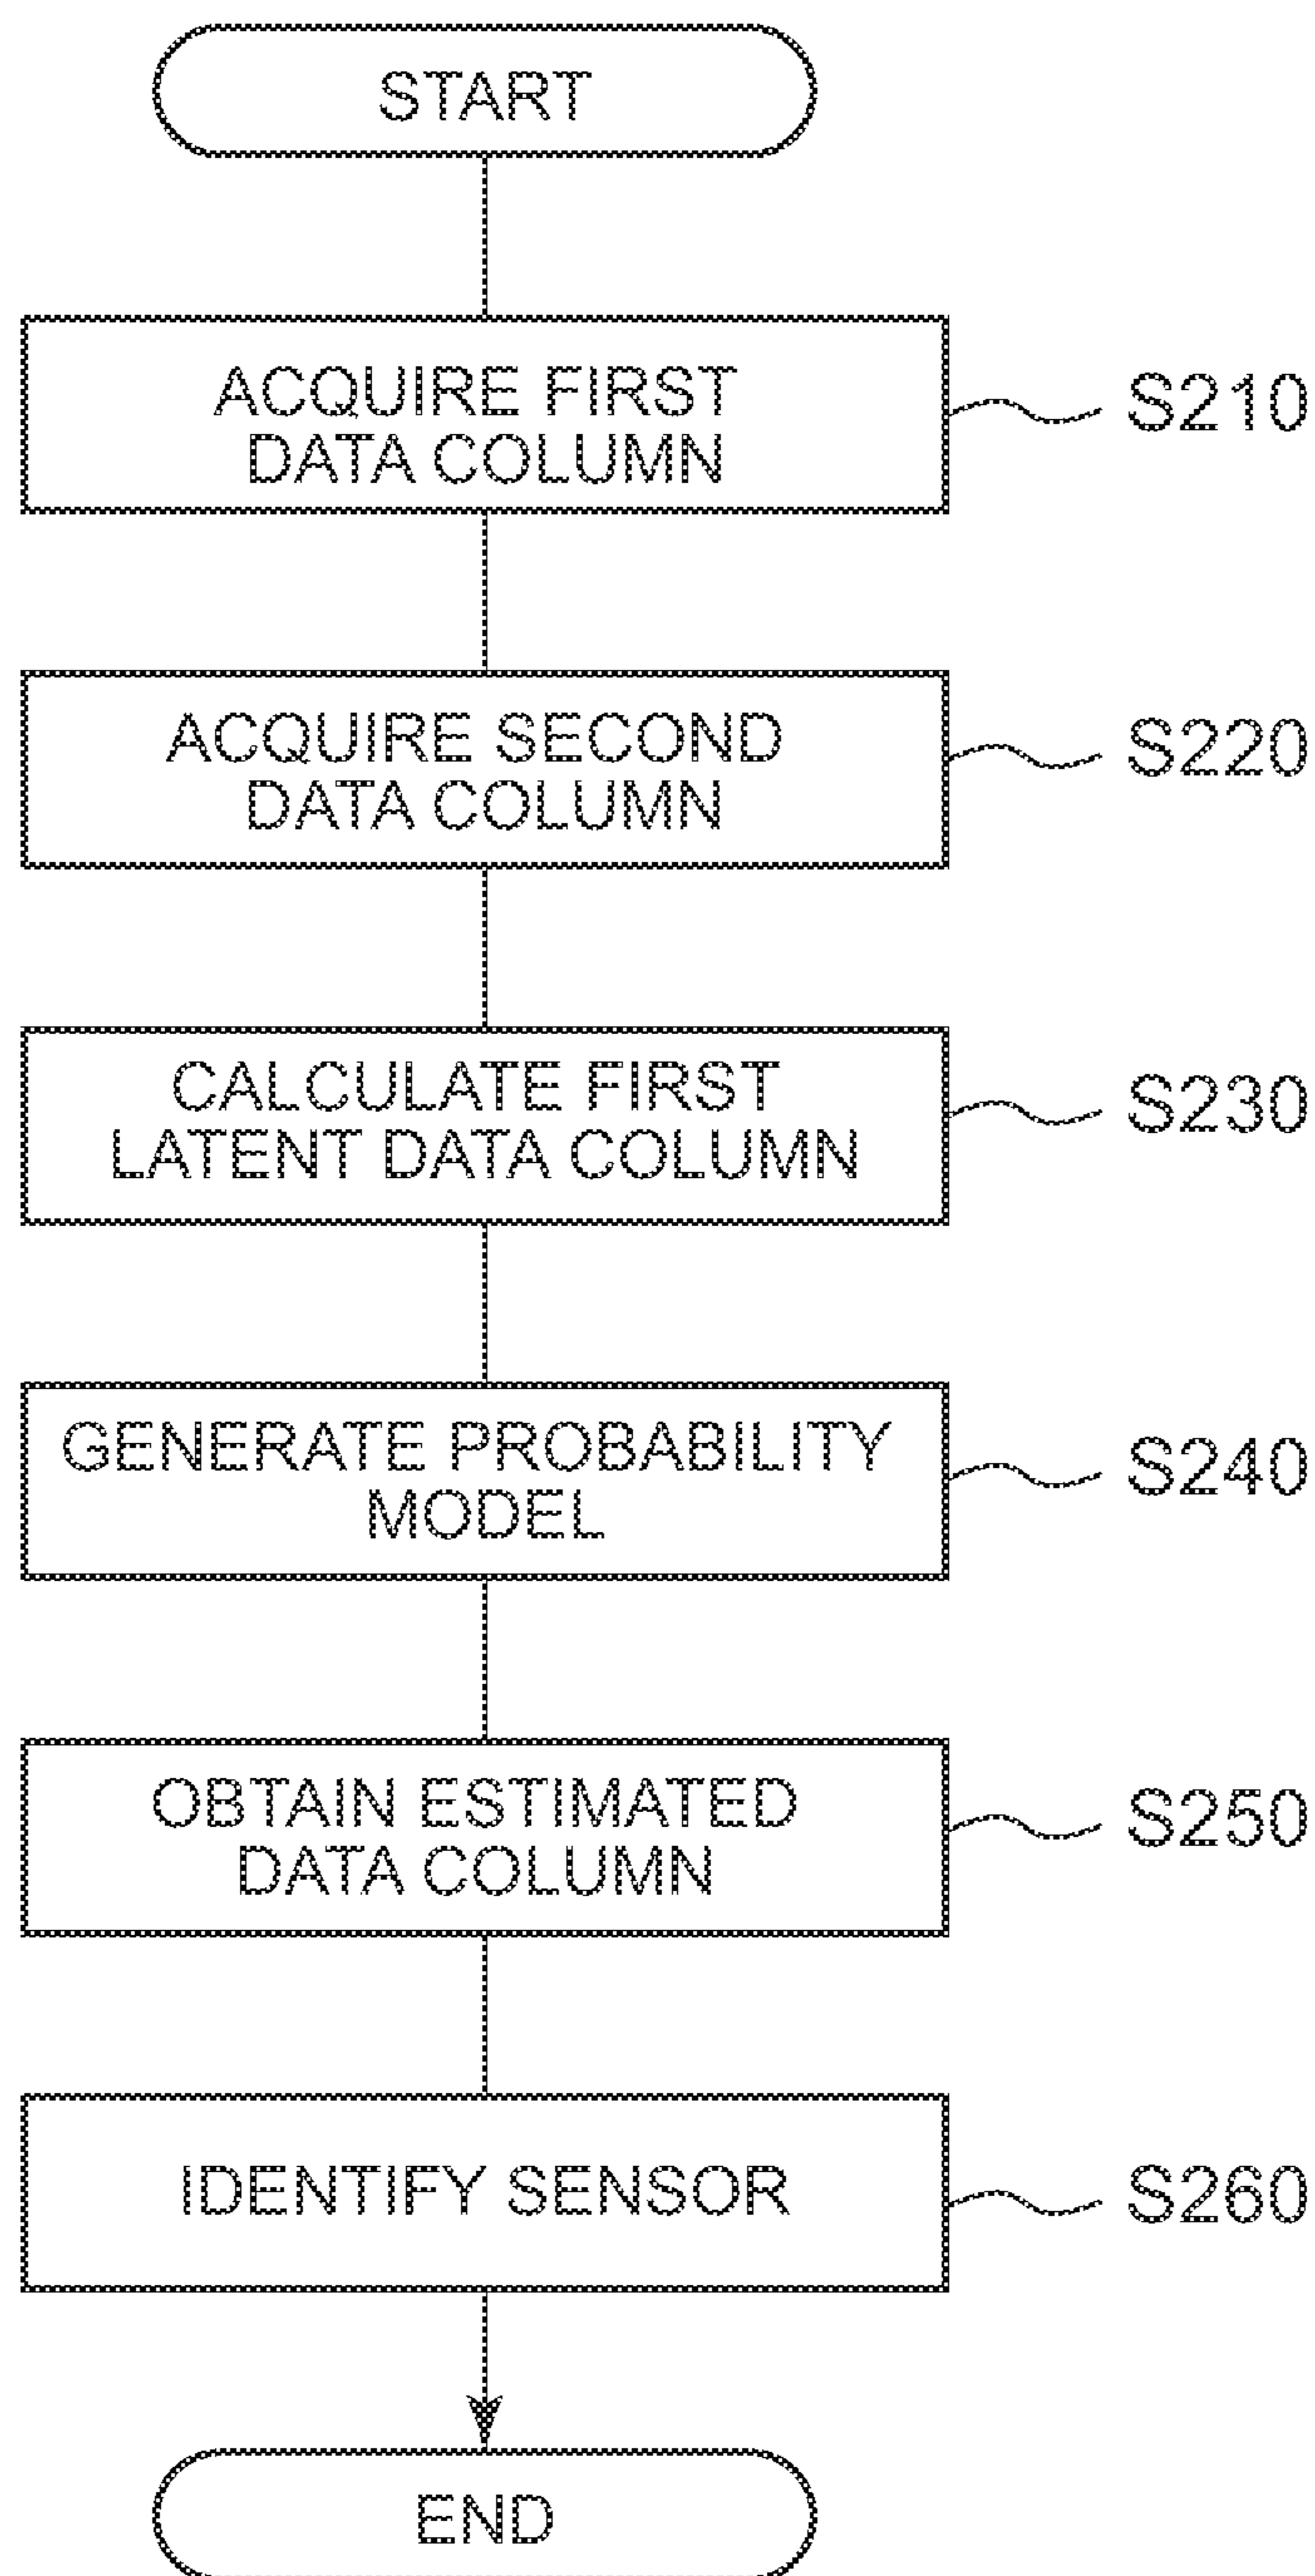 START
ACQUIRE FIRST
DATA COLUMN
S210
ACQUIRE SECOND
DATA COLUMN
S220
CALCULATE FIRST
LATENT DATA COLUMN
S230
GENERATE PROBABILITY
MODEL
S240
OBTAIN ESTIMATED
DATA COLUMN
S250
IDENTIFY SENSOR
S260
END